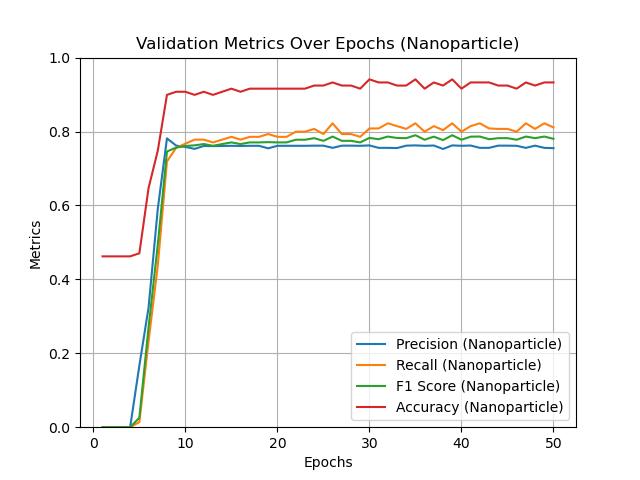 Validation Metrics Over Epochs (Nanoparticle)
1.0
0.8
0.6
0.4
0.2
0.0
Metrics
0 10 20 30 40 50
Epochs
Precision (Nanoparticle)
Recall (Nanoparticle)
F1 Score (Nanoparticle)
Accuracy (Nanoparticle)